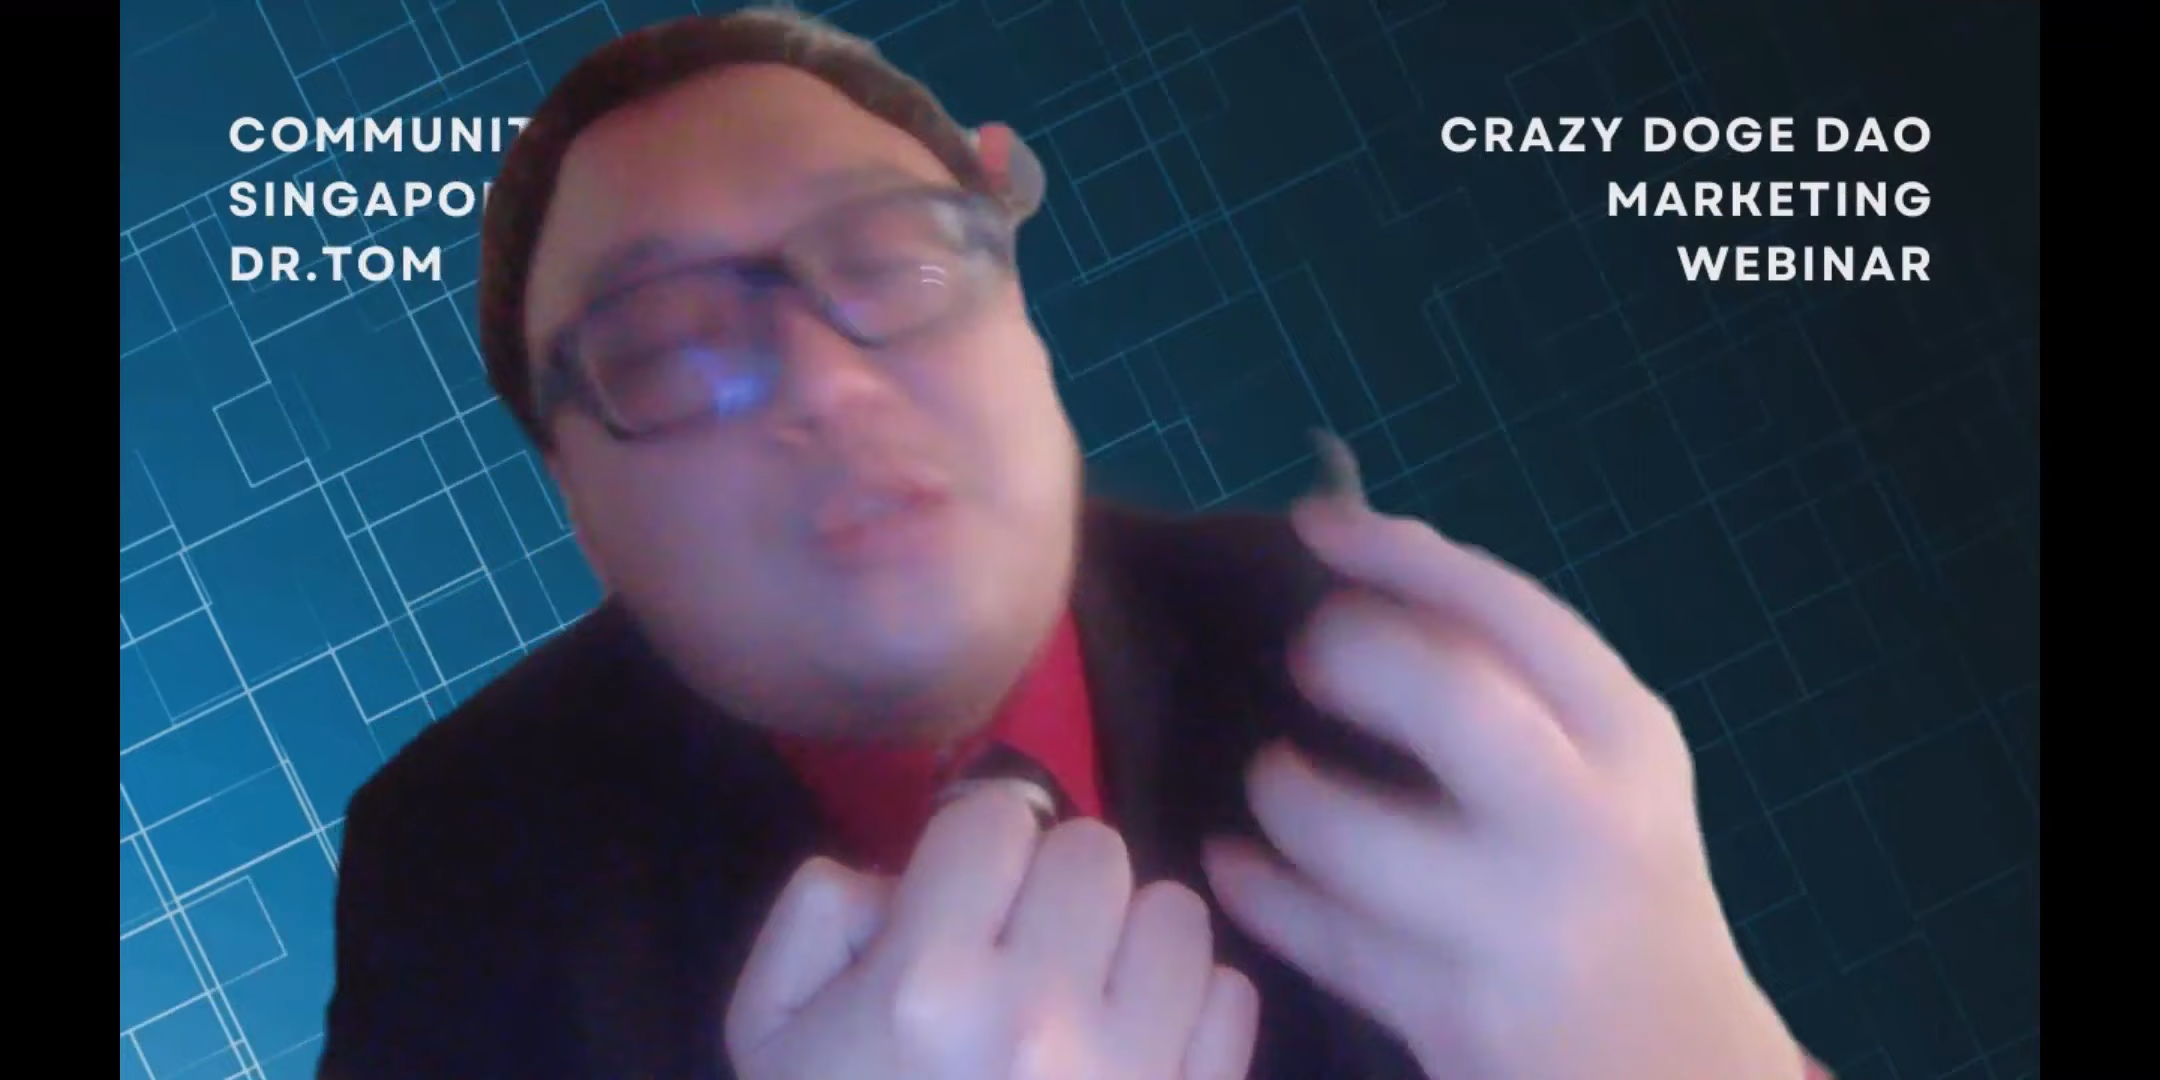 COMMUNIT
SINGAPO
DR.TOM
CRAZY DOGE DAO
MARKETING
WEBINAR